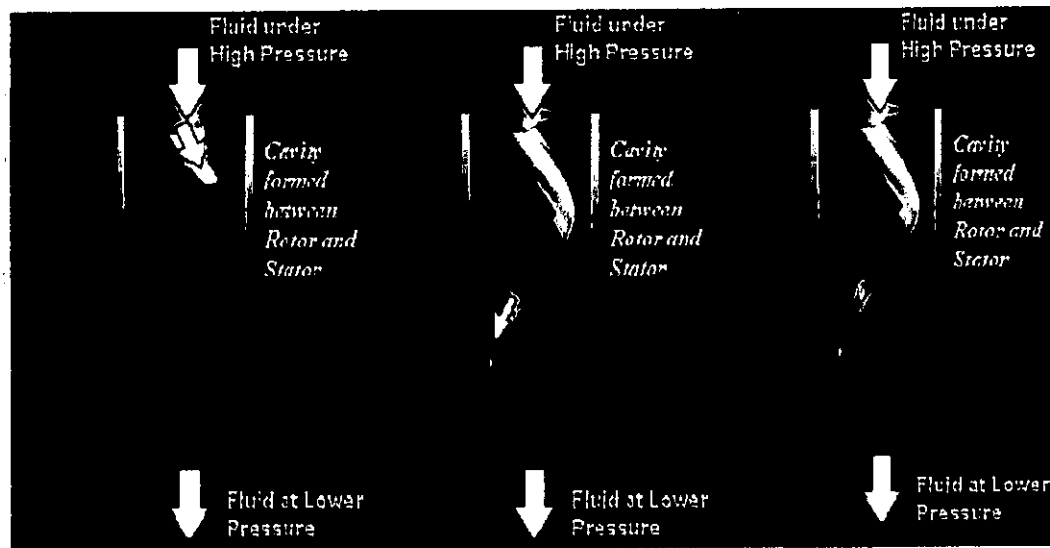 Fluid under
High Pressure
Cavity
formed
between
Rotor and
Stator
Fluid at Lower
Pressure
Fluid under
High Pressure
Cavity
formed
between
Rotor and
Stator
Fluid at Lower
Pressure
Fluid under
High Pressure
Cavity
formed
between
Rotor and
Stator
Fluid at Lower
Pressure